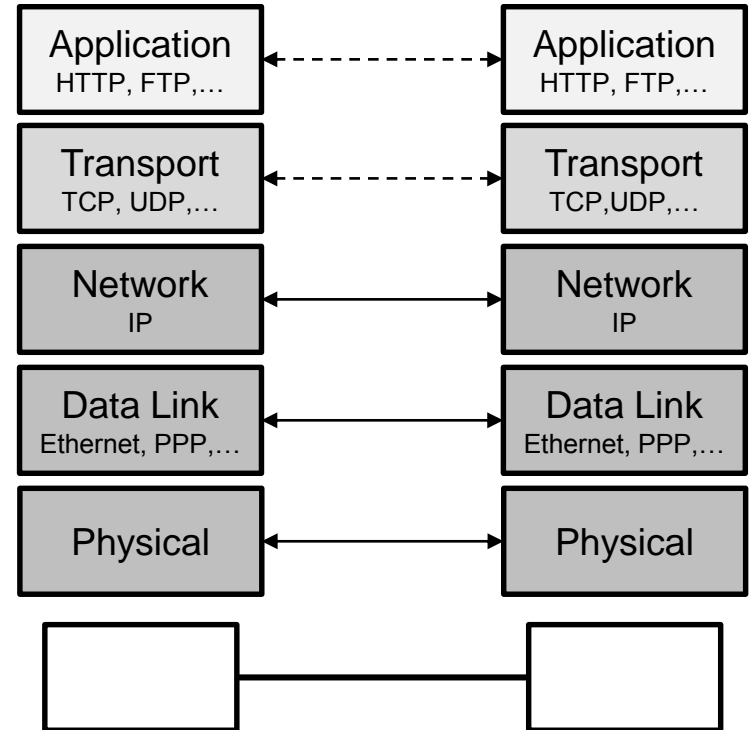 Application
HTTP, FTP,…
Application
HTTP, FTP,…
Transport
TCP, UDP,…
Transport
TCP,UDP,…
Network
IP
Network
IP
Data Link
Ethernet, PPP,…
Data Link
Ethernet, PPP,…
Physical
Physical